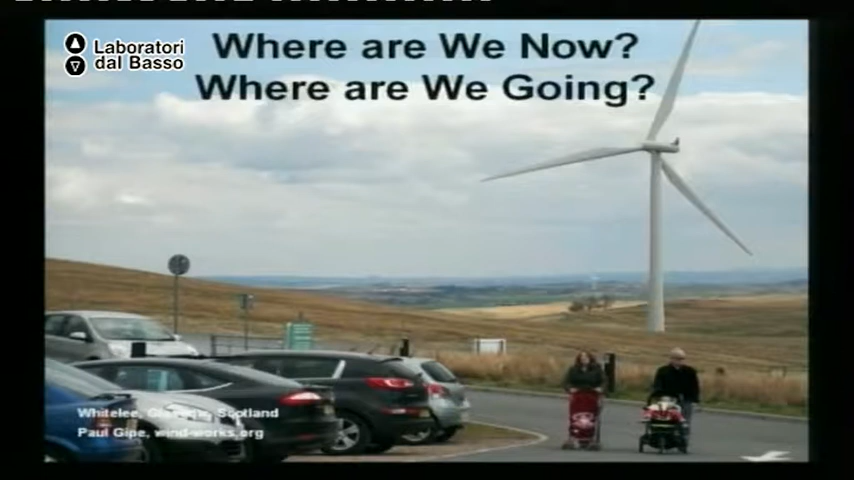 Laboratori
dal Basso
Where are We Now?
Where are We Going?
Whitelee, Glasgow, Scotland
Paul Gipe, wind-works.org